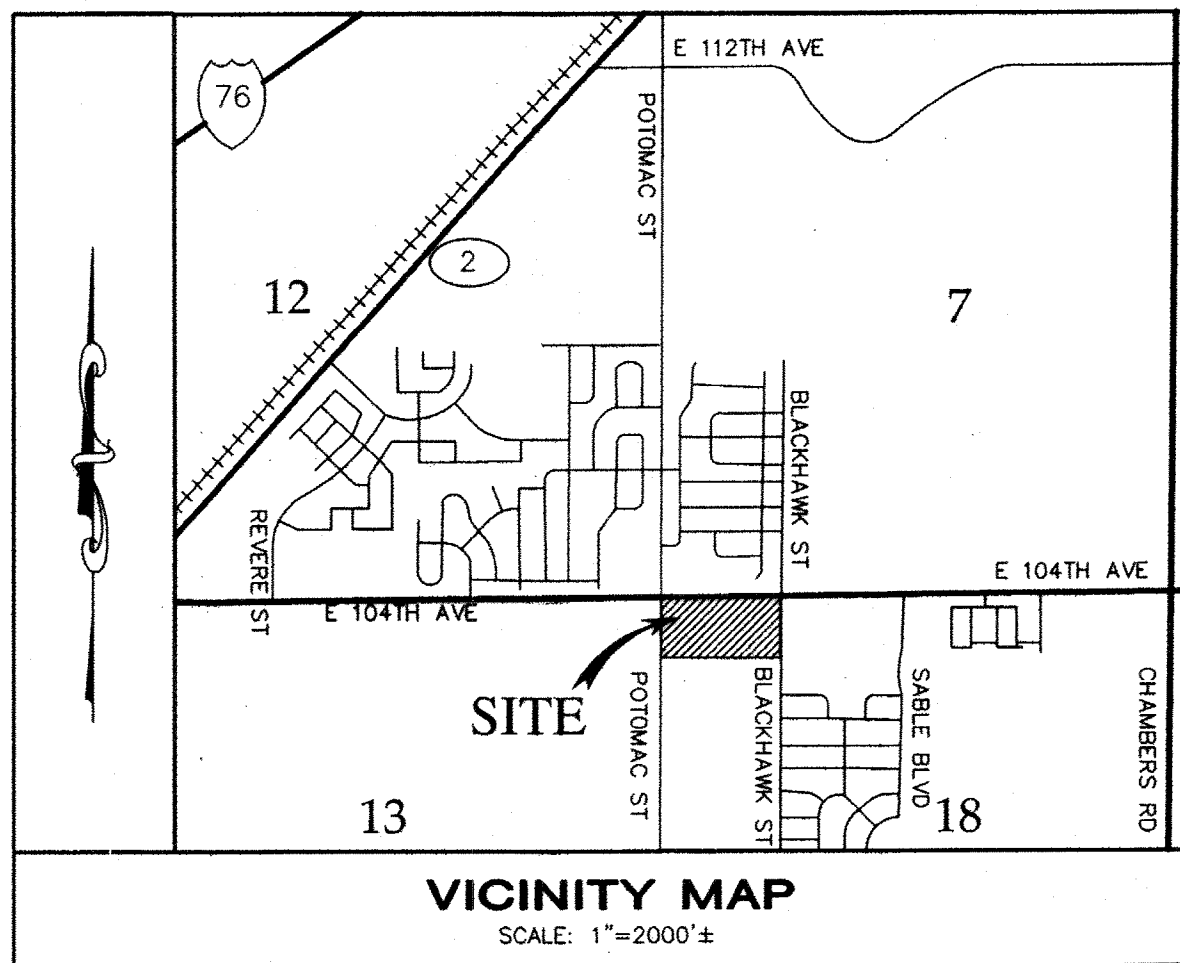 E 112TH AVE
76
POTOMAC ST
2
12
7
BLACKHAWK ST
REVERE ST
E 104TH AVE
E 104TH AVE
SITE
POTOMAC ST
BLACKHAWK ST
SABLE BLVD
CHAMBERS RD
13
18
VICINITY MAP
SCALE: 1"=2000'±